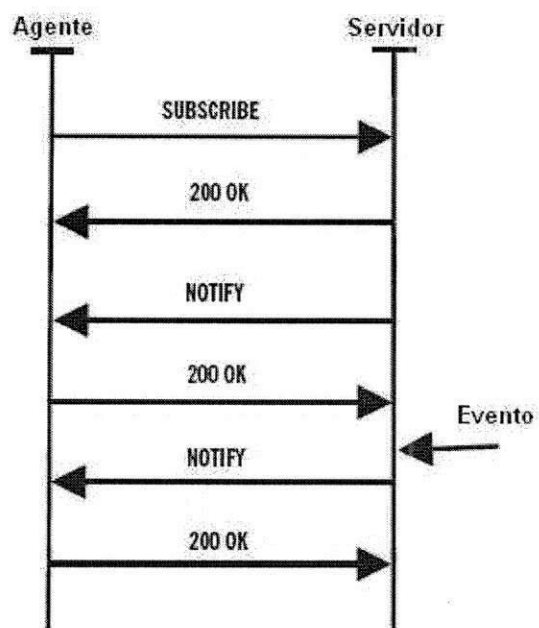 Agente
Servidor
SUBSCRIBE
200 OK
NOTIFY
200 OK
Evento
NOTIFY
200 OK